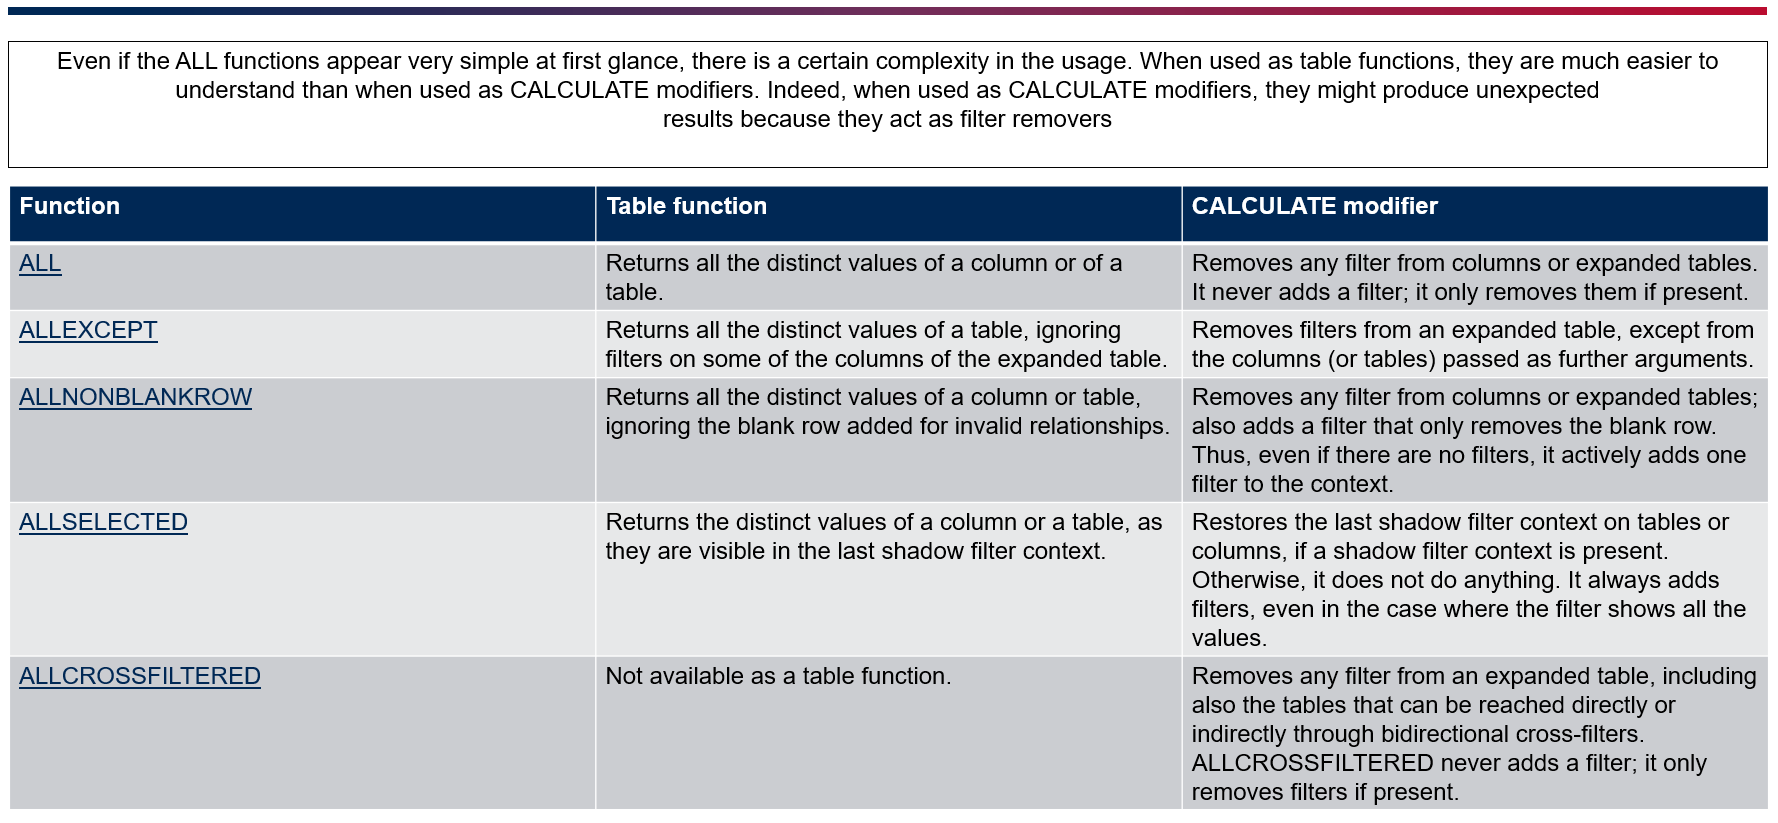 Even if the ALL functions appear very simple at first glance, there is a certain complexity in the usage. When used as table functions, they are much easier to
understand than when used as CALCULATE modifiers. Indeed, when used as CALCULATE modifiers, they might produce unexpected
results because they act as filter removers
Function
Table function
CALCULATE modifier
ALL
Returns all the distinct values of a column or of a
table.
Removes any filter from columns or expanded tables.
It never adds a filter; it only removes them if present.
ALLEXCEPT
Returns all the distinct values of a table, ignoring
filters on some of the columns of the expanded table.
Removes filters from an expanded table, except from
the columns (or tables) passed as further arguments.
ALLNONBLANKROW
Returns all the distinct values of a column or table,
ignoring the blank row added for invalid relationships.
Removes any filter from columns or expanded tables;
also adds a filter that only removes the blank row.
Thus, even if there are no filters, it actively adds one
filter to the context.
ALLSELECTED
Returns the distinct values of a column or a table, as
they are visible in the last shadow filter context.
Restores the last shadow filter context on tables or
columns, if a shadow filter context is present.
Otherwise, it does not do anything. It always adds
filters, even in the case where the filter shows all the
values.
ALLCROSSFILTERED
Not available as a table function.
Removes any filter from an expanded table, including
also the tables that can be reached directly or
indirectly through bidirectional cross-filters.
ALLCROSSFILTERED never adds a filter; it only
removes filters if present.